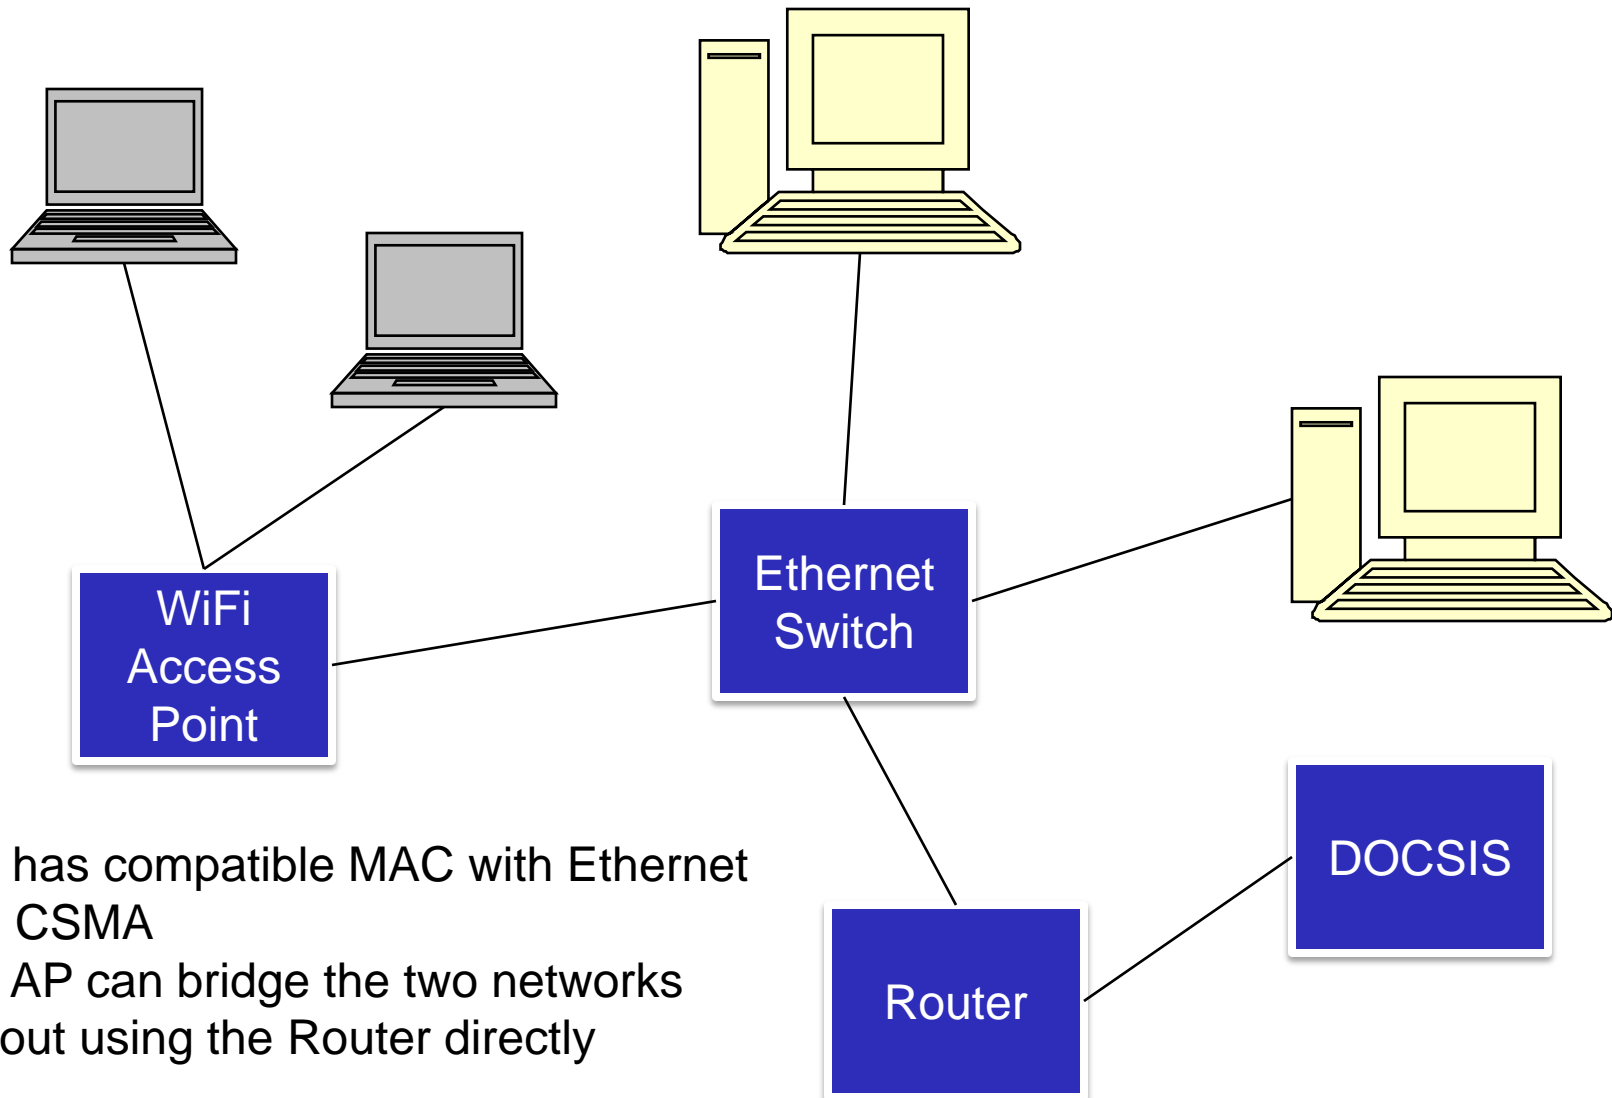 Ethernet
Switch
WiFi
Access
Point
DOCSIS
has compatible MAC with Ethernet
CSMA
AP can bridge the two networks
out using the Router directly
Router